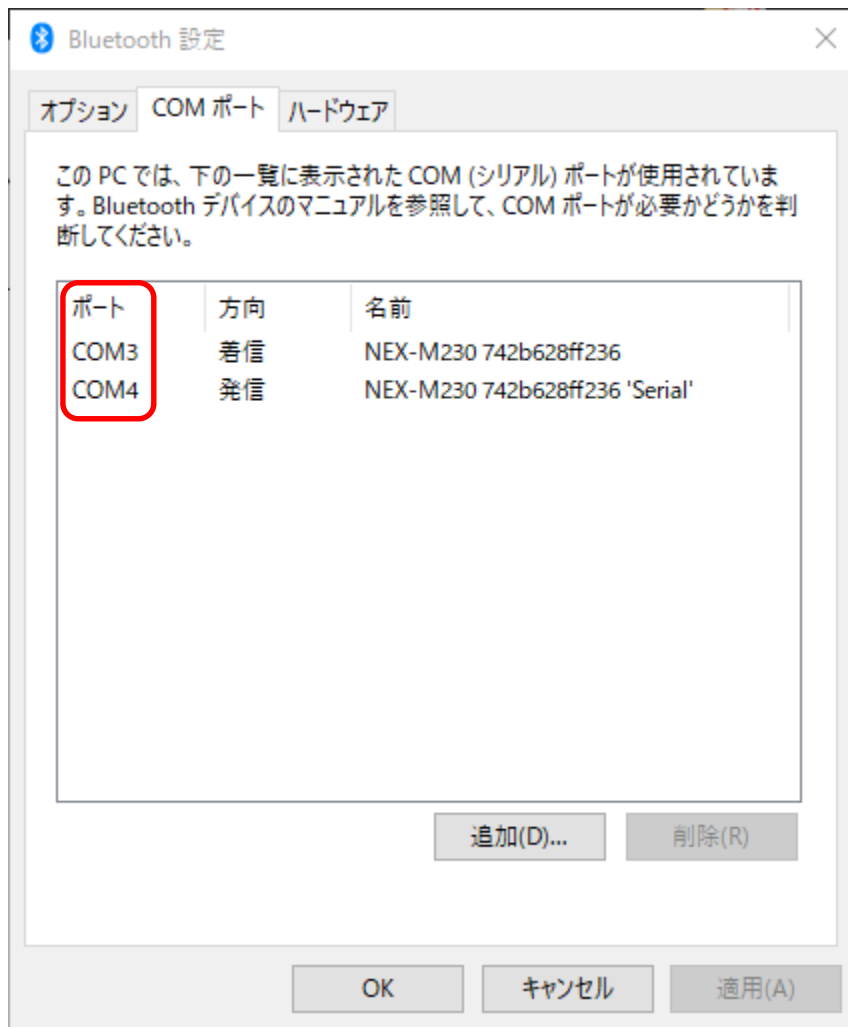 Bluetooth 設定
オプション COM ポート ハードウェア
この PC では、下の一覧に表示された COM (シリアル) ポートが使用されていま
す。Bluetooth デバイスのマニュアルを参照して、COM ポートが必要かどうかを判
断してください。
ポート 方向 名前
COM3 着信 NEX-M230 742b628ff236
COM4 発信 NEX-M230 742b628ff236 'Serial'
追加(D)... 削除(R)
OK キャンセル 適用(A)